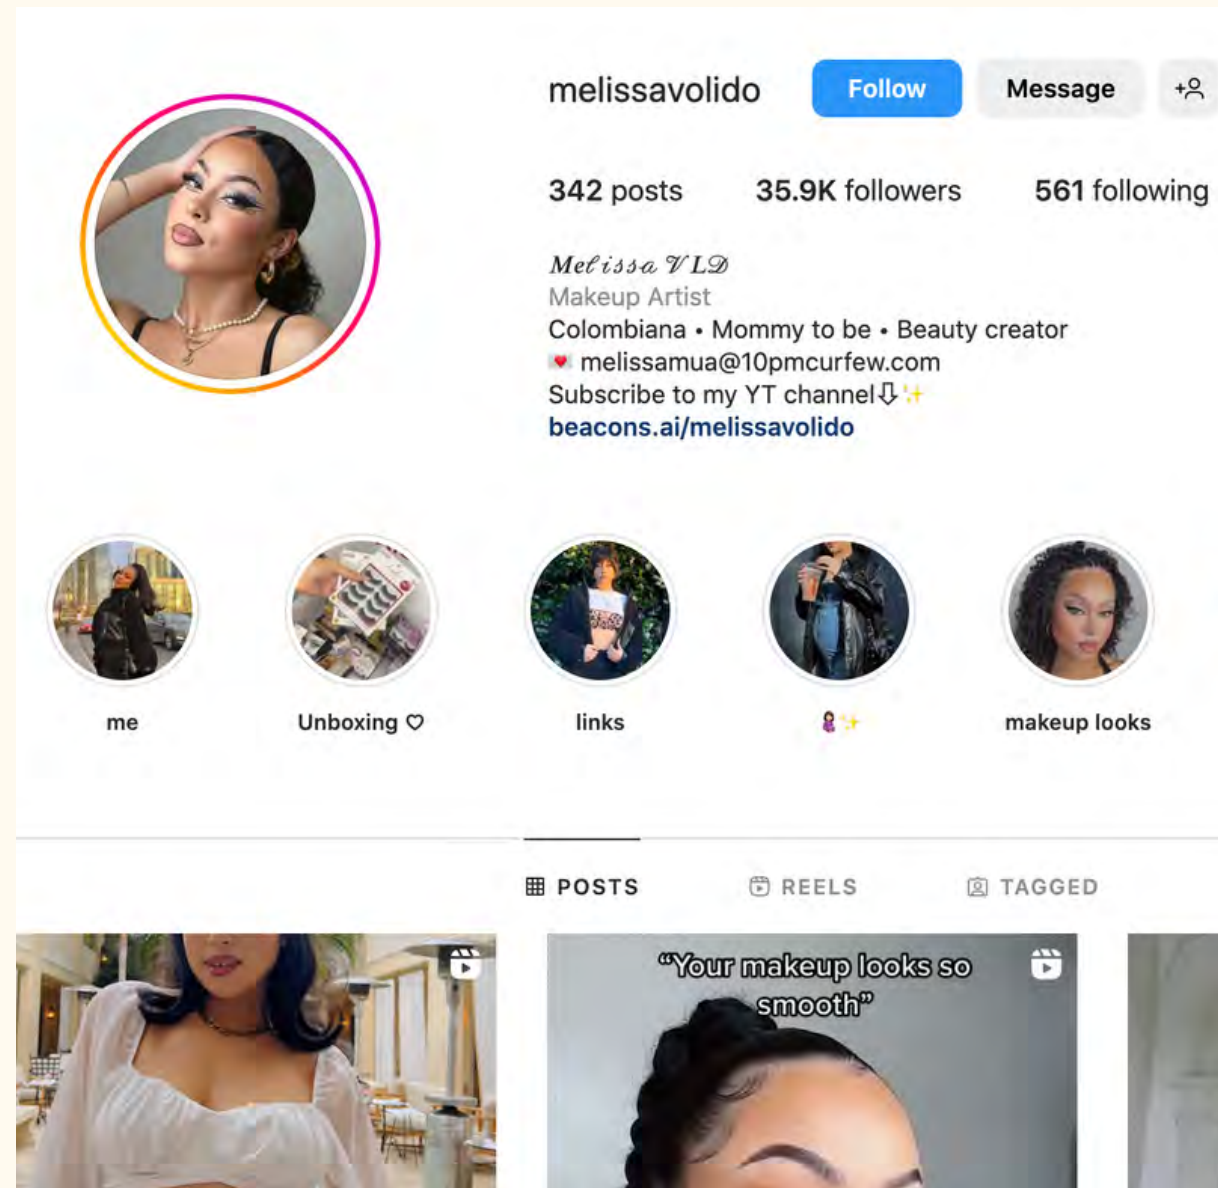 melissavolido Follow Message
342 posts 35.9K followers 561 following
Melissa VLD
Makeup Artist
Colombiana • Mommy to be • Beauty creator
💌 melissamua@10pmcurfew.com
Subscribe to my YT channel⇩✨
beacons.ai/melissavolido
me Unboxing ♡ links 🤰✨ makeup looks
POSTS REELS TAGGED
“Your makeup looks so
smooth”